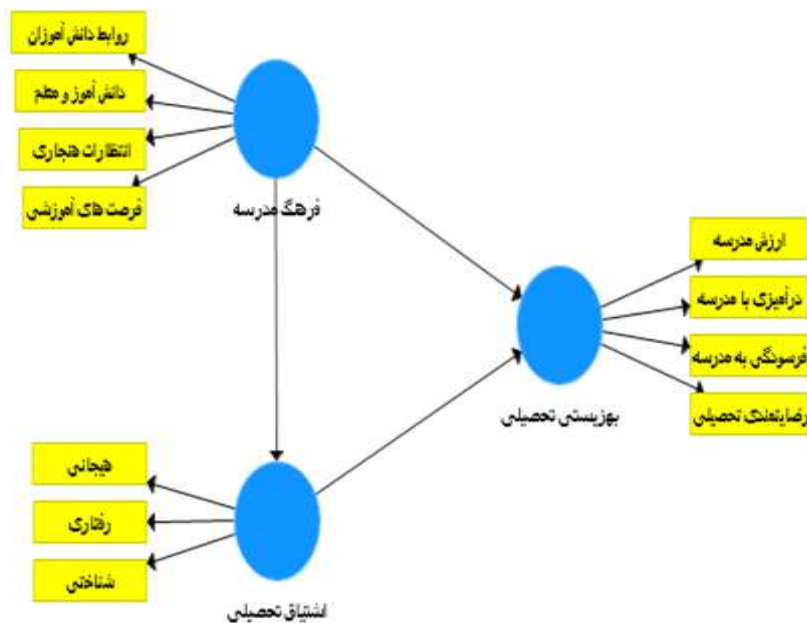 روابط دانش آموزان
دانش آموز و معلم
انتظارات هنجاری
فرصت های آموزشی
فرهنگ مدرسه
ارزش مدرسه
درآمیزی با مدرسه
فرسودگی به مدرسه
رضایتمندی تحصیلی
بهزیستی تحصیلی
هیجانی
رفتاری
شناختی
اشتیاق تحصیلی